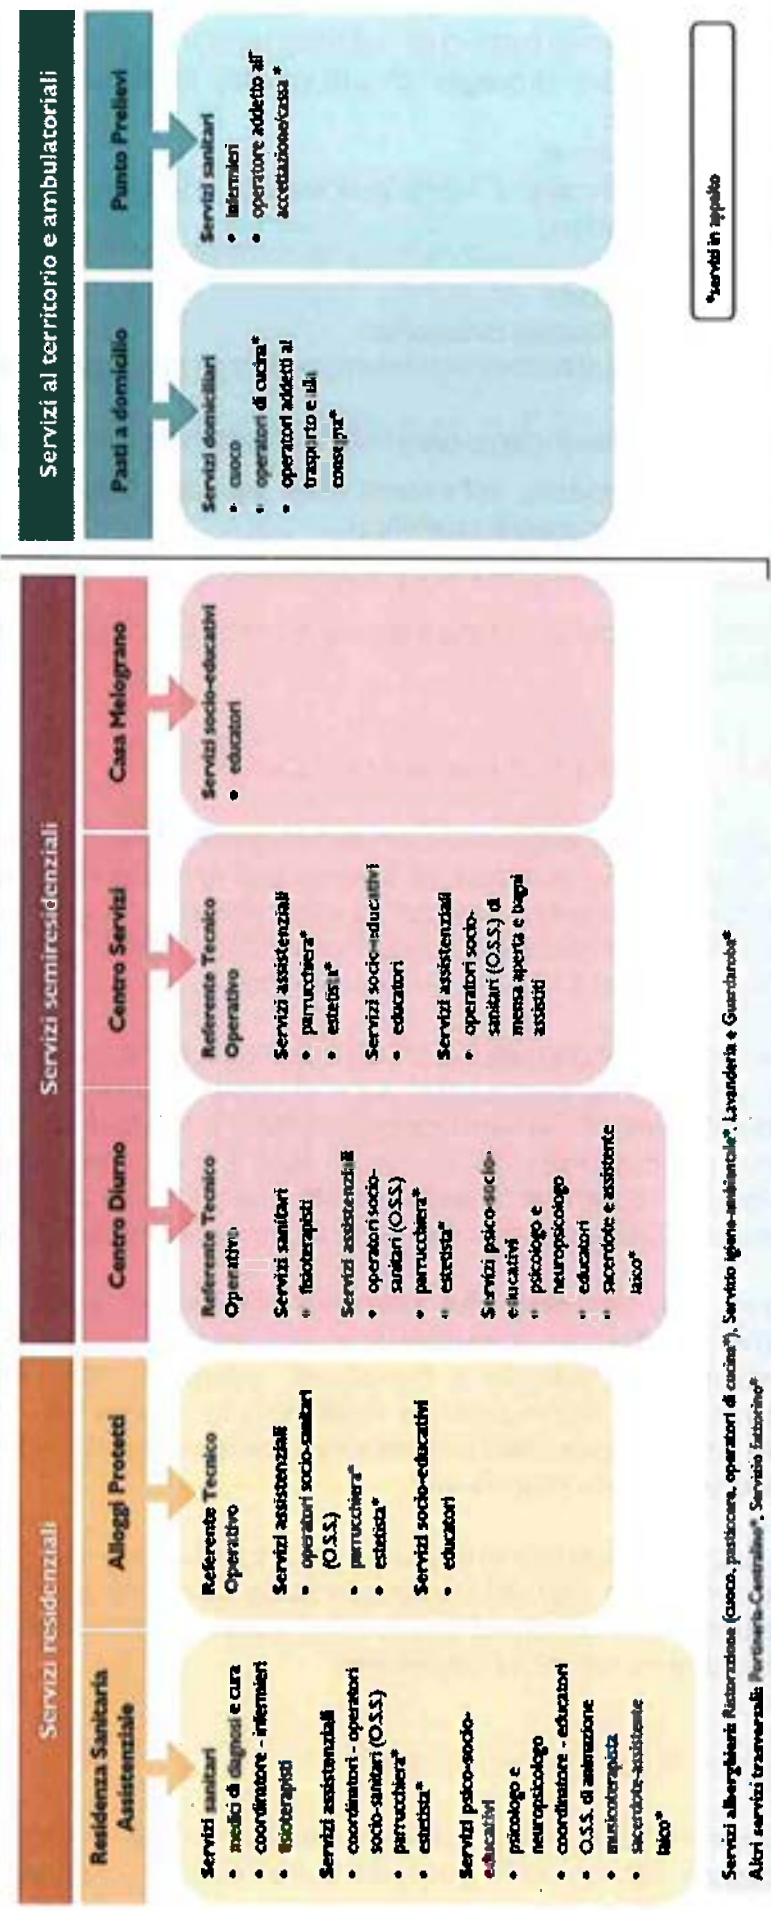 Servizi residenziali
Residenza Sanitaria
Assistenziale
Servizi sanitari
• medici di diagnosi e cura
• coordinatore - infermieri
• fisioterapisti
Servizi assistenziali
• coordinatori - operatori
socio-sanitari (O.S.S.)
• parrucchiera*
• estetista*
Servizi psico-socio-
educativi
• psicologo e
neuropsicologo
• coordinatore - educatori
• O.S.S. di animazione
• musicoterapista
• sacerdote-assistente
laico*
Alloggi Protetti
Referente Tecnico
Operativo
Servizi assistenziali
• operatori socio-sanitari
(O.S.S.)
• parrucchiera*
• estetista*
Servizi socio-educativi
• educatori
Servizi semiresidenziali
Centro Diurno
Referente Tecnico
Operativo
Servizi sanitari
• fisioterapisti
Servizi assistenziali
• operatori socio-
sanitari (O.S.S.)
• parrucchiera*
• estetista*
Servizi psico-socio-
educativi
• psicologo e
neuropsicologo
• educatori
• sacerdote e assistente
laico*
Centro Servizi
Referente Tecnico
Operativo
Servizi assistenziali
• parrucchiera*
• estetista*
Servizi socio-educativi
• educatori
Servizi assistenziali
• operatori socio-
sanitari (O.S.S.) di
mensa aperta e bagni
assistiti
Casa Melograno
Servizi socio-educativi
• educatori
Servizi al territorio e ambulatoriali
Pasti a domicilio
Servizi domiciliari
• cuoco
• operatori di cucina*
• operatori addetti al
trasporto e alla
consegna*
Punto Prelievi
Servizi sanitari
• infermieri
• operatore addetto all'
accettazione/cassa *
Servizi alberghieri: Ristorazione (cuoco, pasticcere, operatori di cucina*), Servizio igiene-ambientale*, Lavanderia e Guardaroba*
Altri servizi trasversali: Portineria-Centralino*, Servizio fattorino*
*servizi in appalto